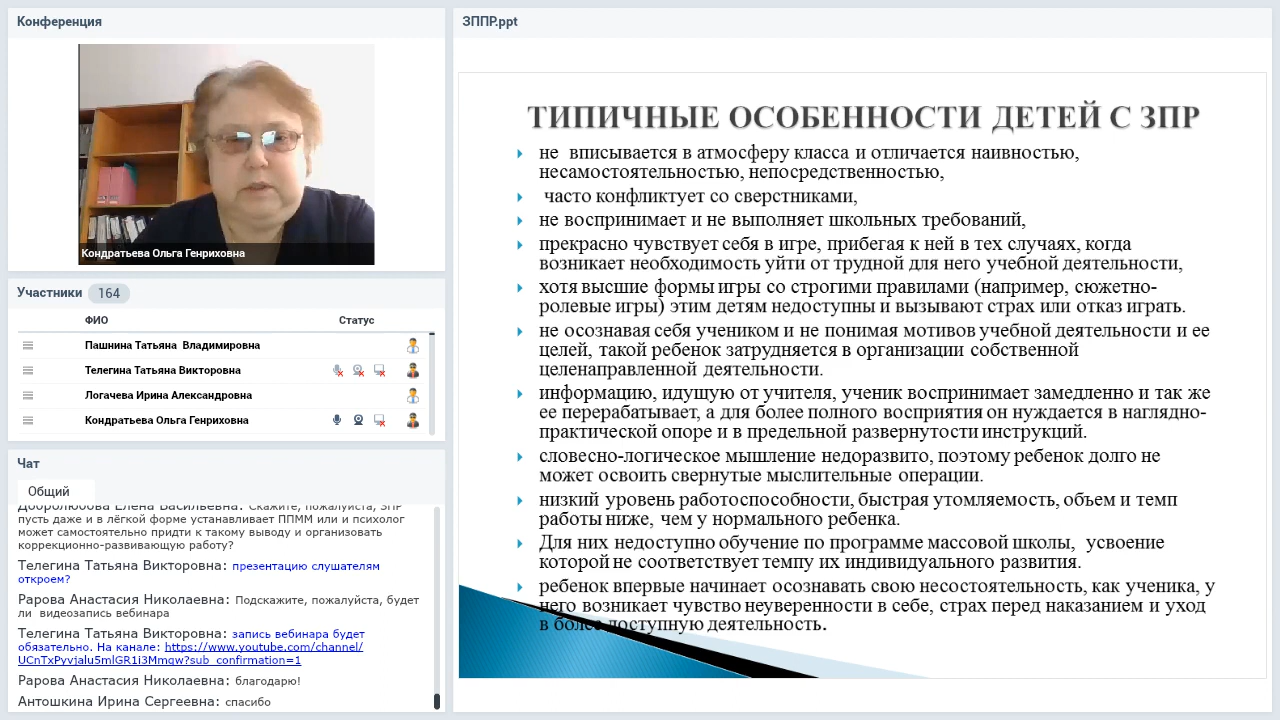 Конференция
Кондратьева Ольга Генриховна
Участники 164
ФИО Статус
Пашнина Татьяна Владимировна
Телегина Татьяна Викторовна
Логачева Ирина Александровна
Кондратьева Ольга Генриховна
Чат
Общий
Добролюбова Елена Васильевна: Скажите, пожалуйста, ЗПР
пусть даже и в лёгкой форме устанавливает ППММ или и психолог
может самостоятельно придти к такому выводу и организовать
коррекционно-развивающую работу?
Телегина Татьяна Викторовна: презентацию слушателям
откроем?
Рарова Анастасия Николаевна: Подскажите, пожалуйста, будет
ли видеозапись вебинара
Телегина Татьяна Викторовна: запись вебинара будет
обязательно. На канале: https://www.youtube.com/channel/
UCnTxPyvjalu5mlGR1i3Mmqw?sub_confirmation=1
Рарова Анастасия Николаевна: благодарю!
Антошкина Ирина Сергеевна: спасибо
ЗППР.ppt
ТИПИЧНЫЕ ОСОБЕННОСТИ ДЕТЕЙ С ЗПР
не вписывается в атмосферу класса и отличается наивностью,
несамостоятельностью, непосредственностью,
часто конфликтует со сверстниками,
не воспринимает и не выполняет школьных требований,
прекрасно чувствует себя в игре, прибегая к ней в тех случаях, когда
возникает необходимость уйти от трудной для него учебной деятельности,
хотя высшие формы игры со строгими правилами (например, сюжетно-
ролевые игры) этим детям недоступны и вызывают страх или отказ играть.
не осознавая себя учеником и не понимая мотивов учебной деятельности и ее
целей, такой ребенок затрудняется в организации собственной
целенаправленной деятельности.
информацию, идущую от учителя, ученик воспринимает замедленно и так же
ее перерабатывает, а для более полного восприятия он нуждается в наглядно-
практической опоре и в предельной развернутости инструкций.
словесно-логическое мышление недоразвито, поэтому ребенок долго не
может освоить свернутые мыслительные операции.
низкий уровень работоспособности, быстрая утомляемость, объем и темп
работы ниже, чем у нормального ребенка.
Для них недоступно обучение по программе массовой школы, усвоение
которой не соответствует темпу их индивидуального развития.
ребенок впервые начинает осознавать свою несостоятельность, как ученика, у
него возникает чувство неуверенности в себе, страх перед наказанием и уход
в более доступную деятельность.